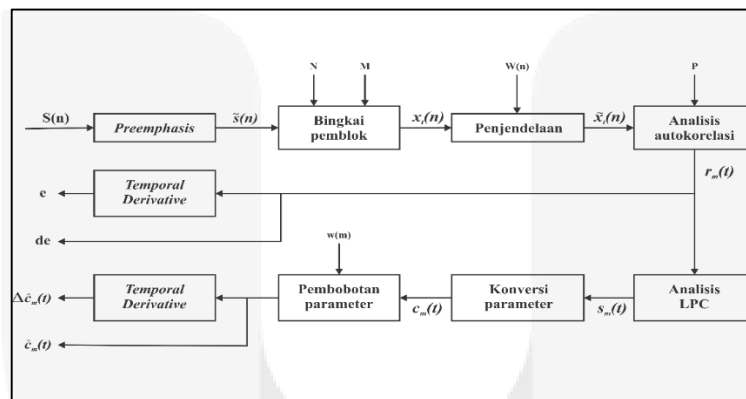 N M W(n) P
S(n) Preemphasis s̃(n) Bingkai pemblok xₜ(n) Penjendelaan x̃ₜ(n) Analisis autokorelasi
rₘ(t)
e Temporal Derivative
de
w(m)
Δĉₘ(t) Temporal Derivative Pembobotan parameter cₘ(t) Konversi parameter sₘ(t) Analisis LPC
ĉₘ(t)